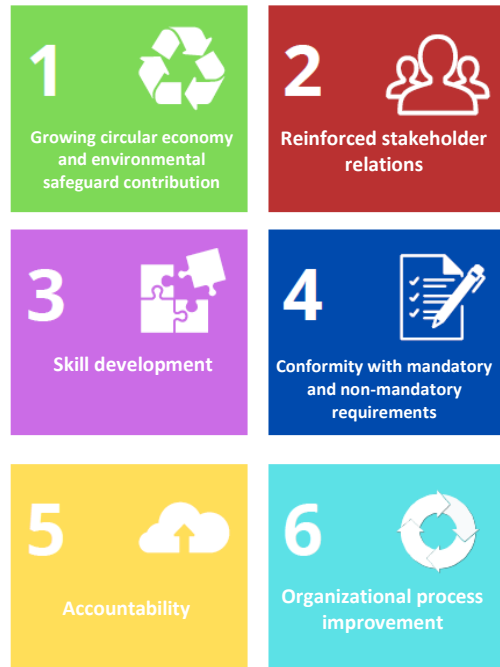 1
Growing circular economy
and environmental
safeguard contribution
2
Reinforced stakeholder
relations
3
Skill development
4
Conformity with mandatory
and non-mandatory
requirements
5
Accountability
6
Organizational process
improvement